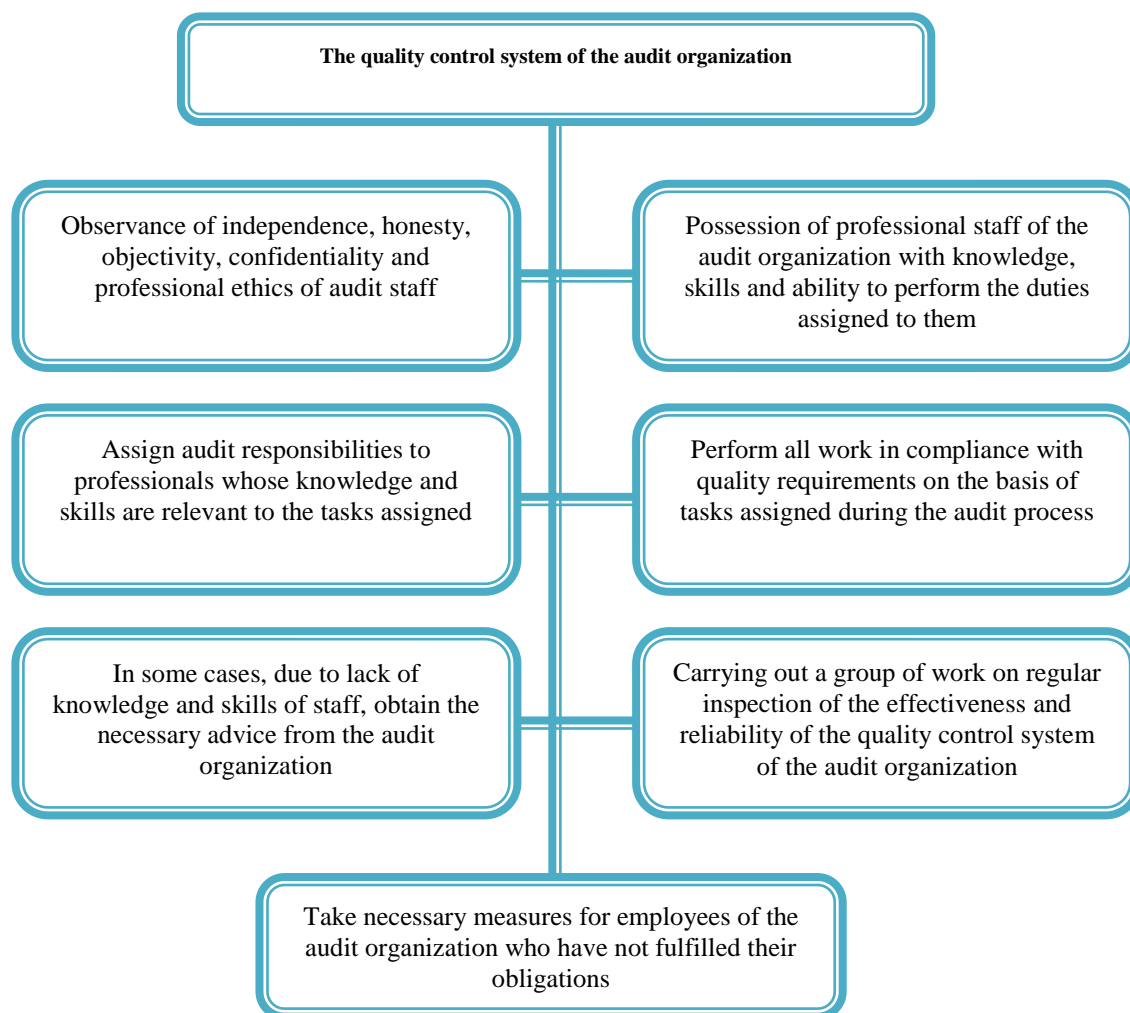 The quality control system of the audit organization
Observance of independence, honesty,
objectivity, confidentiality and
professional ethics of audit staff
Possession of professional staff of the
audit organization with knowledge,
skills and ability to perform the duties
assigned to them
Assign audit responsibilities to
professionals whose knowledge and
skills are relevant to the tasks assigned
Perform all work in compliance with
quality requirements on the basis of
tasks assigned during the audit process
In some cases, due to lack of
knowledge and skills of staff, obtain the
necessary advice from the audit
organization
Carrying out a group of work on regular
inspection of the effectiveness and
reliability of the quality control system
of the audit organization
Take necessary measures for employees of the
audit organization who have not fulfilled their
obligations